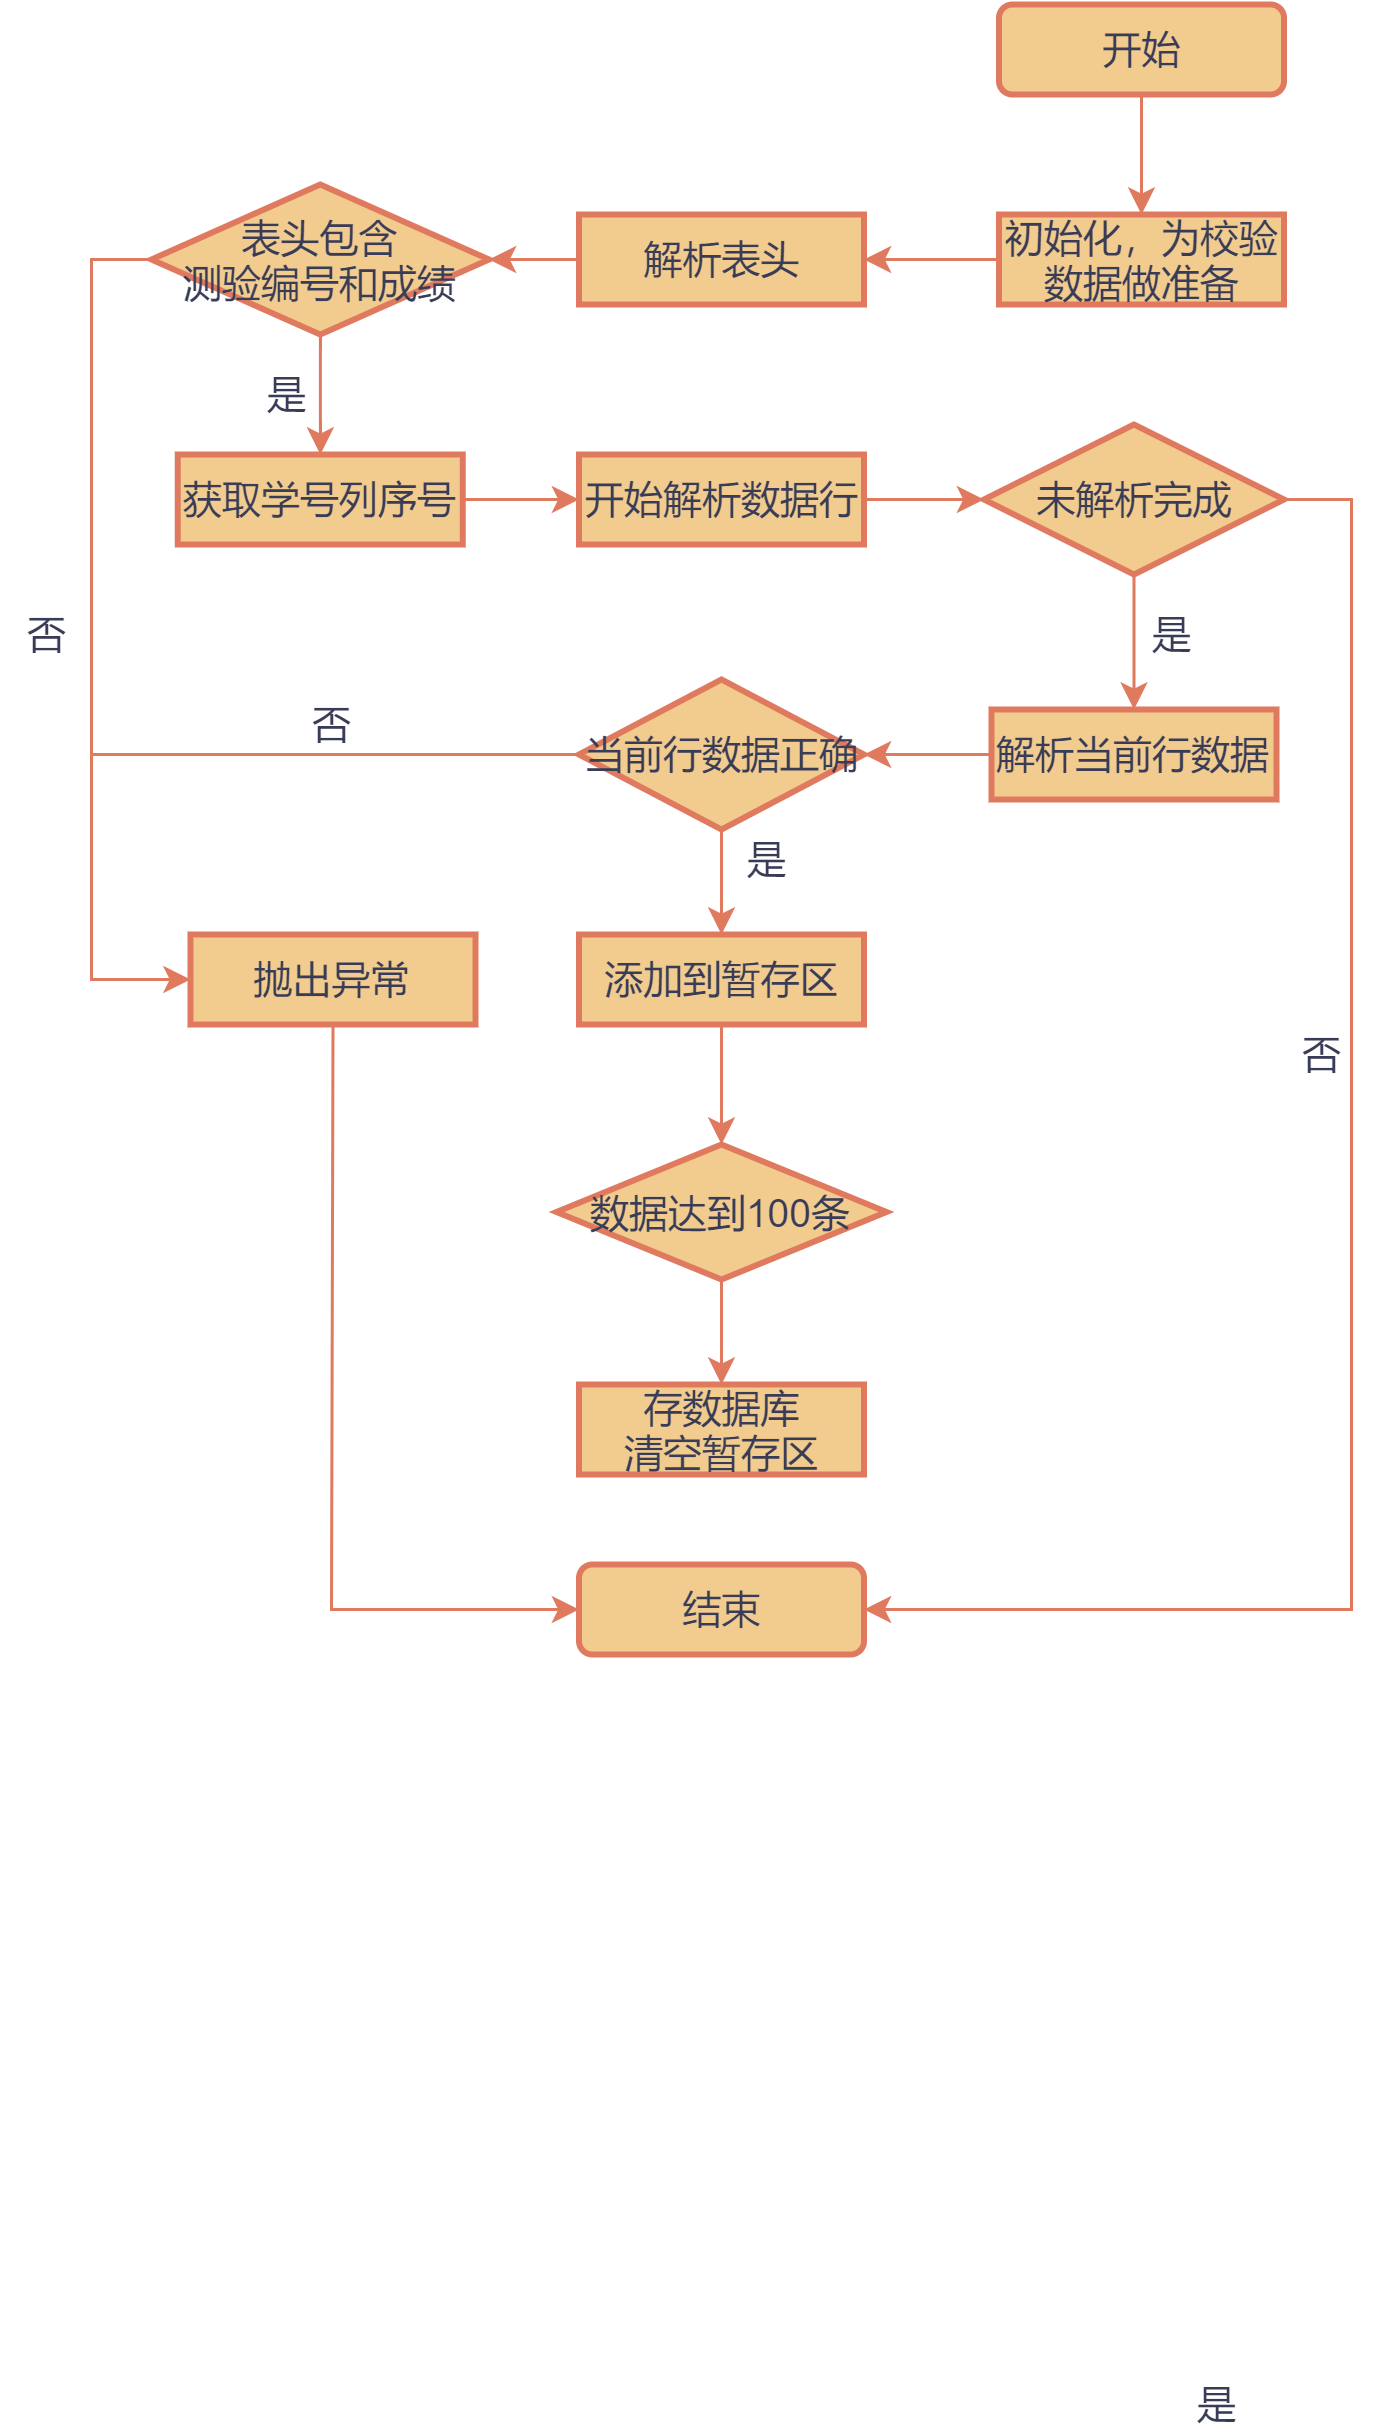 开始
初始化，为校验
数据做准备
解析表头
表头包含
测验编号和成绩
是
获取学号列序号
开始解析数据行
未解析完成
否
是
否
当前行数据正确
解析当前行数据
是
抛出异常
添加到暂存区
否
数据达到100条
存数据库
清空暂存区
结束
是